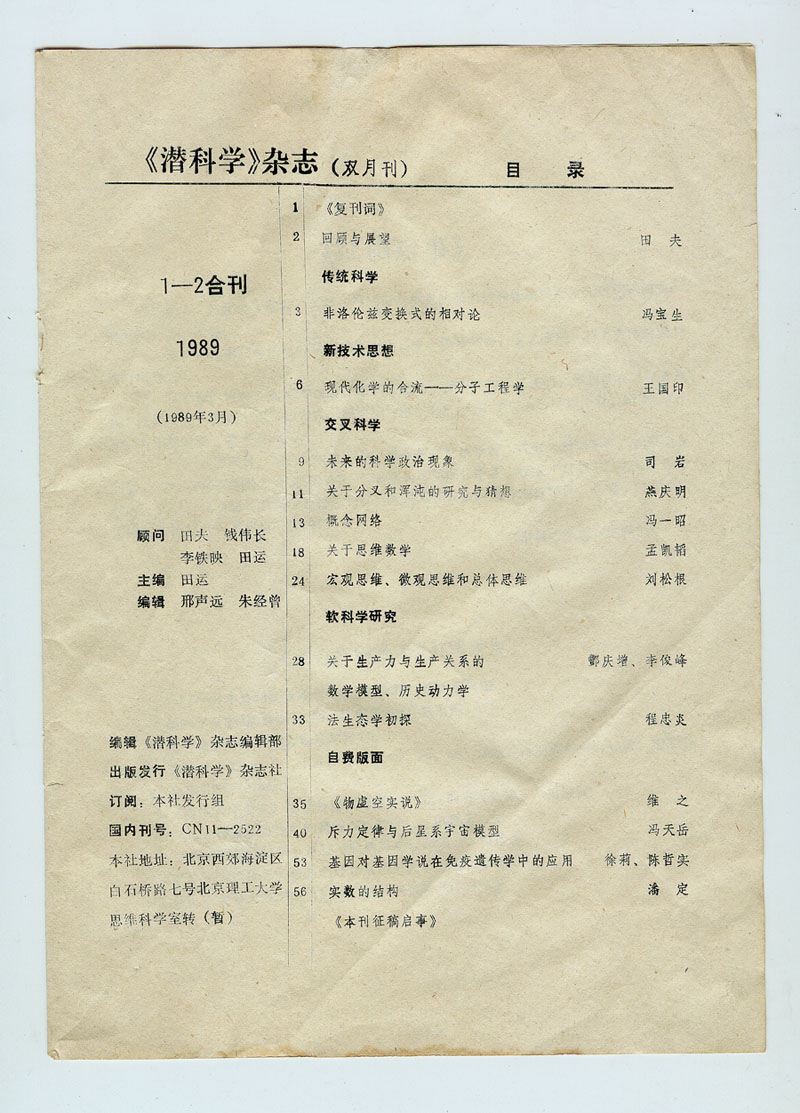 《潜科学》杂志（双月刊） 目 录
1—2合刊
1989
（1989年3月）
顾问 田夫 钱伟长
李铁映 田运
主编 田运
编辑 邢声远 朱经曾
编辑《潜科学》杂志编辑部
出版发行《潜科学》杂志社
订阅：本社发行组
国内刊号：CN11—2522
本社地址：北京西郊海淀区
白石桥路七号北京理工大学
思维科学室转（暂）
1 《复刊词》
2 回顾与展望 田 夫
传统科学
3 非洛伦兹变换式的相对论 冯宝生
新技术思想
6 现代化学的合流——分子工程学 王国印
交叉科学
9 未来的科学政治现象 司 岩
11 关于分叉和浑沌的研究与猜想 燕庆明
13 概念网络 冯一昭
18 关于思维数学 孟凯韬
24 宏观思维、微观思维和总体思维 刘松根
软科学研究
28 关于生产力与生产关系的 酆庆增、李俊峰
数学模型、历史动力学
33 法生态学初探 程忠炎
自费版面
35 《物虚空实说》 维 之
40 斥力定律与后星系宇宙模型 冯天岳
53 基因对基因学说在免疫遗传学中的应用 徐莉、陈哲实
56 实数的结构 潘 定
《本刊征稿启事》